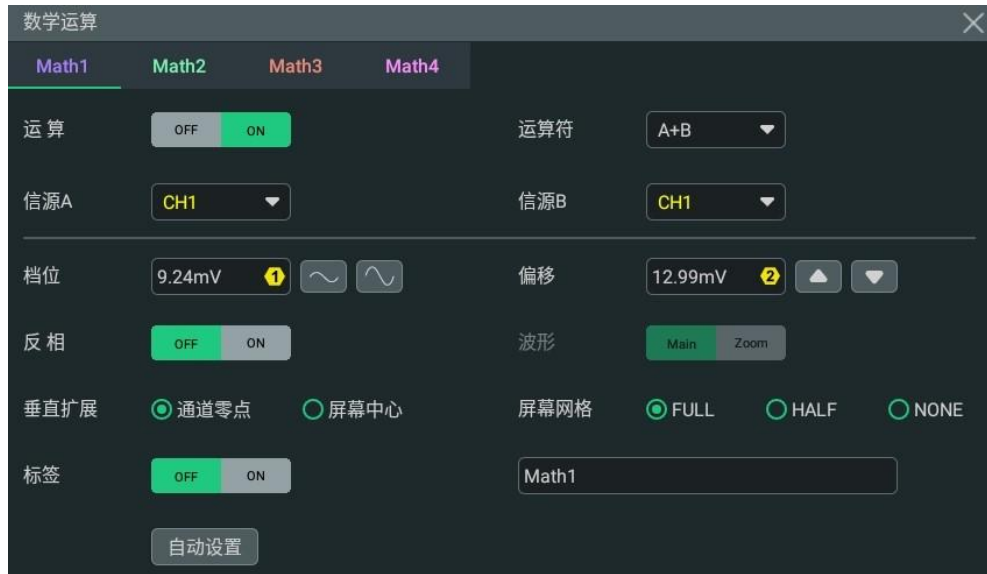 数学运算
Math1 Math2 Math3 Math4
运算 OFF ON 运算符 A+B
信源A CH1 信源B CH1
档位 9.24mV 1 偏移 12.99mV 2
反相 OFF ON 波形 Main Zoom
垂直扩展 通道零点 屏幕中心 屏幕网格 FULL HALF NONE
标签 OFF ON Math1
自动设置